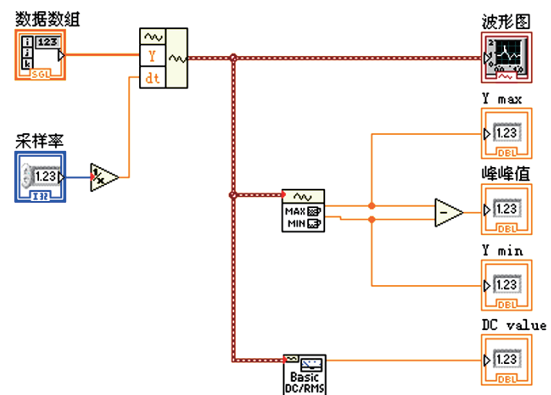 数据数组
i
j
k
123
SGL
Y
dt
波形图
采样率
1.23
I32
1/x
Y max
1.23
DBL
峰峰值
1.23
DBL
MAX
MIN
-
Y min
1.23
DBL
DC value
1.23
DBL
Basic
DC/RMS